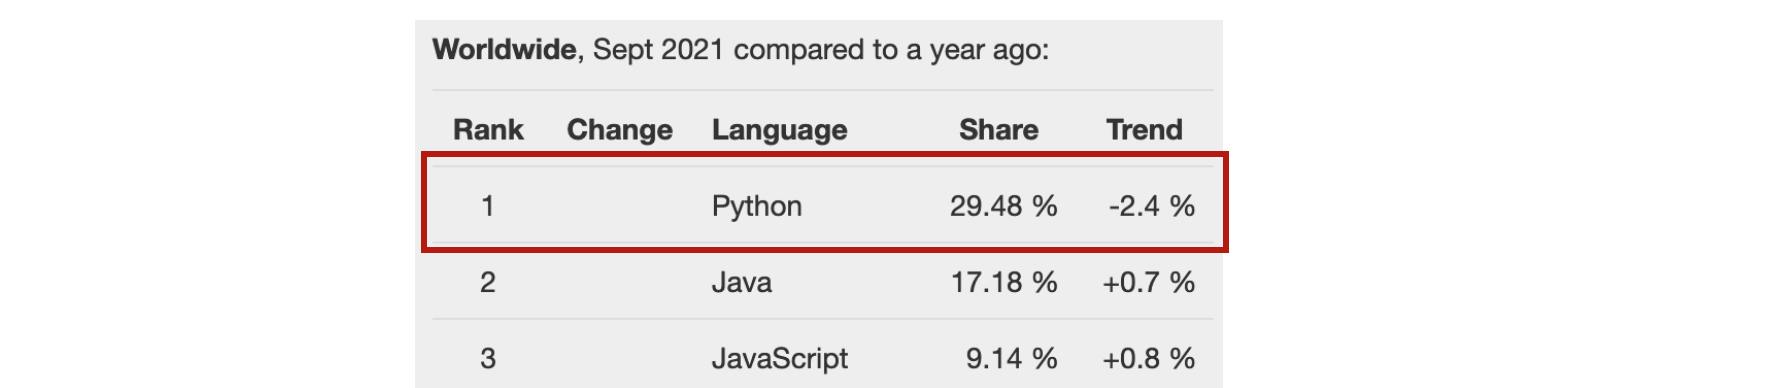 Worldwide, Sept 2021 compared to a year ago:
Rank Change Language Share Trend
1 Python 29.48 % -2.4 %
2 Java 17.18 % +0.7 %
3 JavaScript 9.14 % +0.8 %